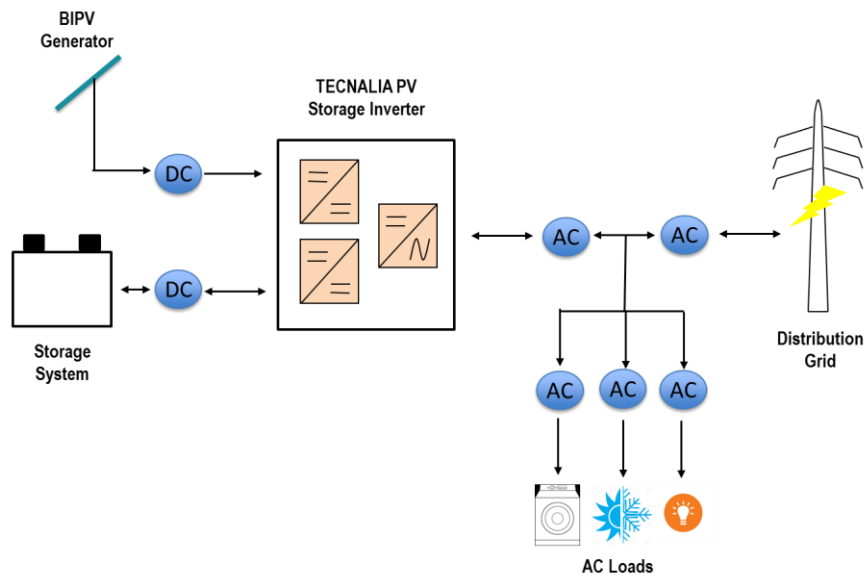 BIPV
Generator
TECNALIA PV
Storage Inverter
DC
AC
AC
DC
Storage
System
Distribution
Grid
AC
AC
AC
AC Loads